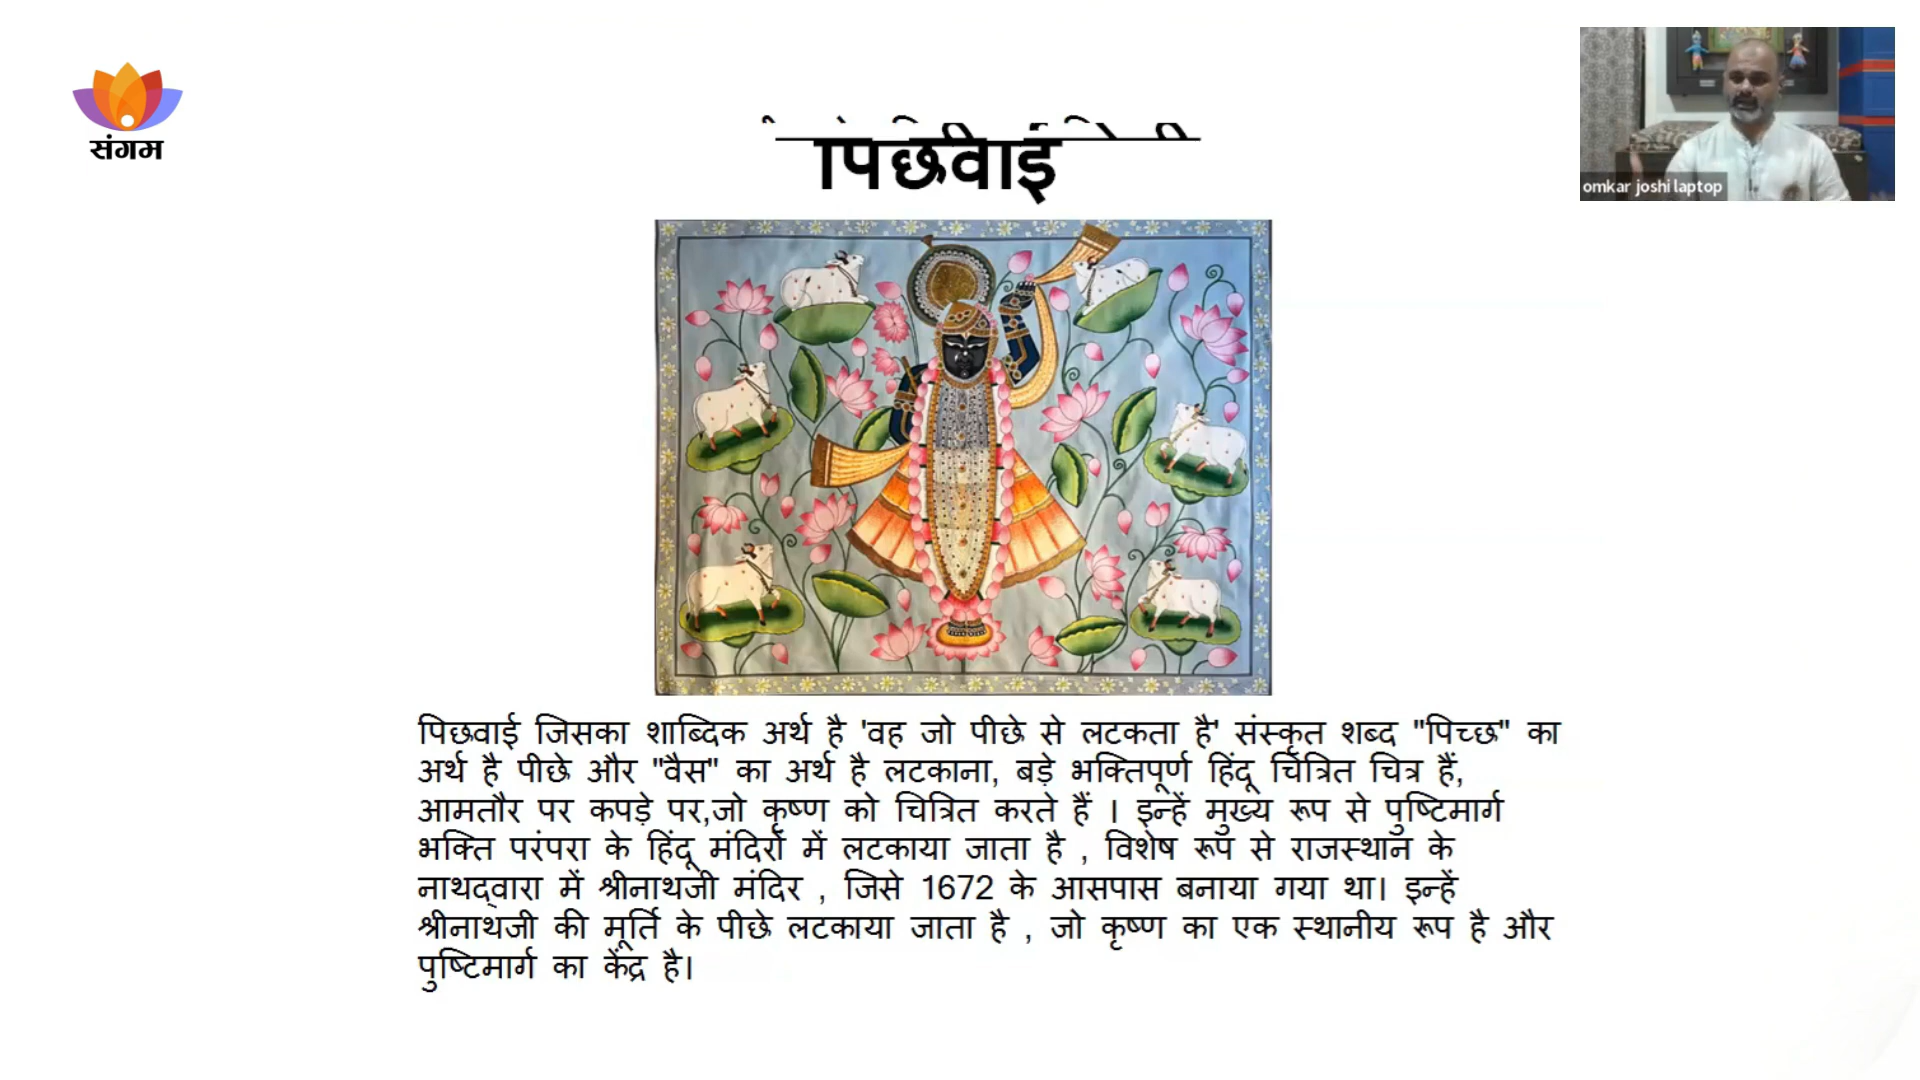 संगम
omkar joshi laptop
पिछवाई
पिछवाई जिसका शाब्दिक अर्थ है 'वह जो पीछे से लटकता है' संस्कृत शब्द "पिच्छ" का
अर्थ है पीछे और "वैस" का अर्थ है लटकाना, बड़े भक्तिपूर्ण हिंदू चित्रित चित्र हैं,
आमतौर पर कपड़े पर,जो कृष्ण को चित्रित करते हैं । इन्हें मुख्य रूप से पुष्टिमार्ग
भक्ति परंपरा के हिंदू मंदिरों में लटकाया जाता है , विशेष रूप से राजस्थान के
नाथद्वारा में श्रीनाथजी मंदिर , जिसे 1672 के आसपास बनाया गया था। इन्हें
श्रीनाथजी की मूर्ति के पीछे लटकाया जाता है , जो कृष्ण का एक स्थानीय रूप है और
पुष्टिमार्ग का केंद्र है।